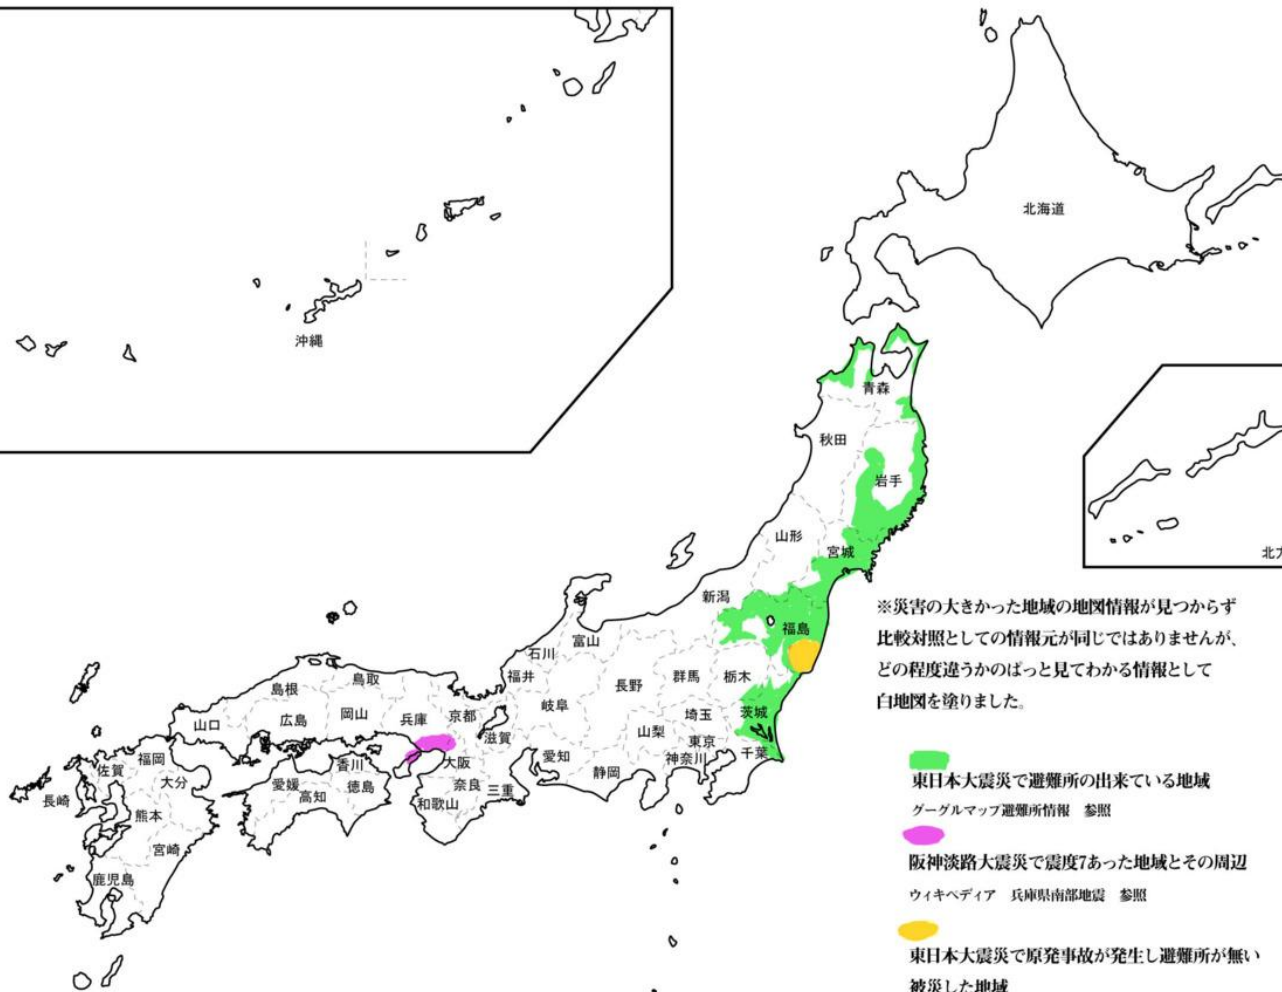 北海道
沖縄
青森
秋田
岩手
山形
宮城
北方
新潟
福島
富山
石川
福井
長野
群馬
栃木
岐阜
埼玉
茨城
山梨
東京
神奈川
千葉
愛知
静岡
鳥取
島根
岡山
兵庫
京都
滋賀
山口
広島
大阪
香川
愛媛
高知
徳島
奈良
三重
和歌山
福岡
佐賀
大分
長崎
熊本
宮崎
鹿児島
※災害の大きかった地域の地図情報が見つからず
比較対照としての情報元が同じではありませんが、
どの程度違うかのぱっと見てわかる情報として
白地図を塗りました。
東日本大震災で避難所の出来ている地域
グーグルマップ避難所情報　参照
阪神淡路大震災で震度7あった地域とその周辺
ウィキペディア　兵庫県南部地震　参照
東日本大震災で原発事故が発生し避難所が無い
被災した地域